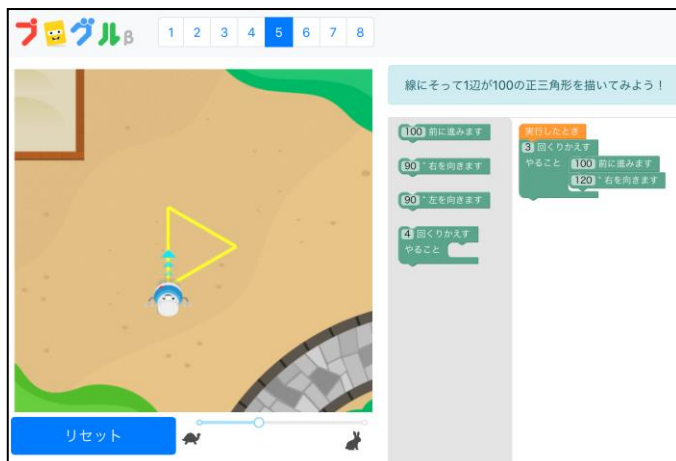 プログル β
1 2 3 4 5 6 7 8
線にそって1辺が100の正三角形を描いてみよう！
100 前に進みます
90 ° 右を向きます
90 ° 左を向きます
4 回くりかえす
やること
実行したとき
3 回くりかえす
やること 100 前に進みます
120 ° 右を向きます
リセット